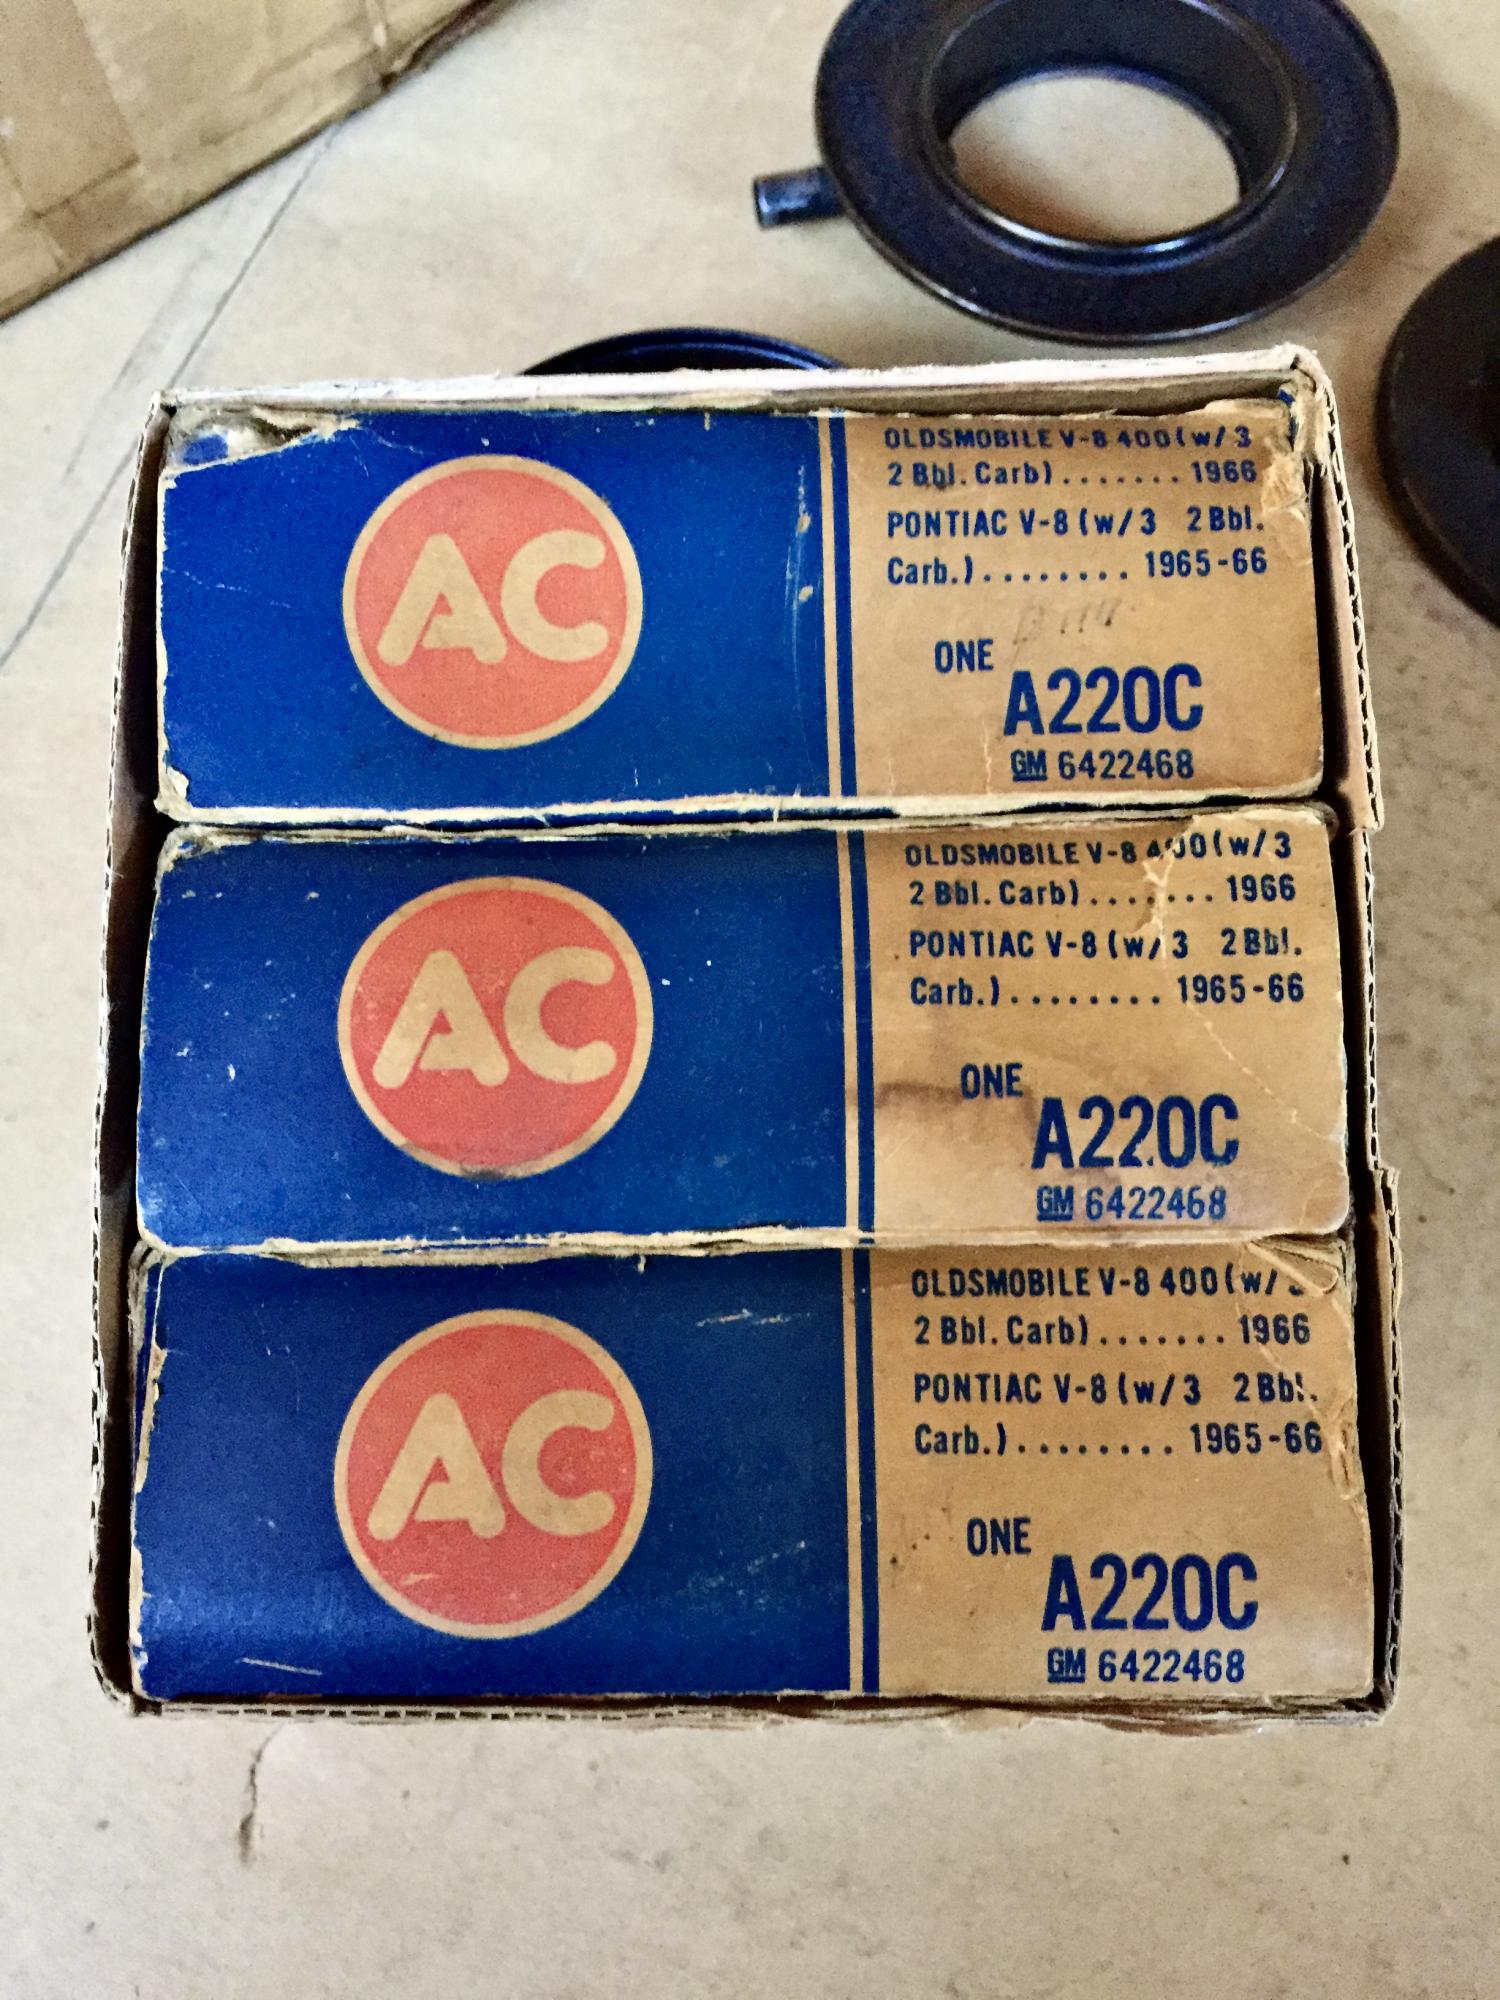 AC
OLDSMOBILE V-8 400 (w/ 3
2 Bbl. Carb) . . . . . . . 1966
PONTIAC V-8 (w/ 3 2 Bbl.
Carb.) . . . . . . . . 1965-66
ONE
A220C
GM 6422468
AC
OLDSMOBILE V-8 400 (w/ 3
2 Bbl. Carb) . . . . . . . 1966
PONTIAC V-8 (w/ 3 2 Bbl.
Carb.) . . . . . . . . 1965-66
ONE
A220C
GM 6422468
AC
OLDSMOBILE V-8 400 (w/ 3
2 Bbl. Carb) . . . . . . . 1966
PONTIAC V-8 (w/ 3 2 Bbl.
Carb.) . . . . . . . . 1965-66
ONE
A220C
GM 6422468